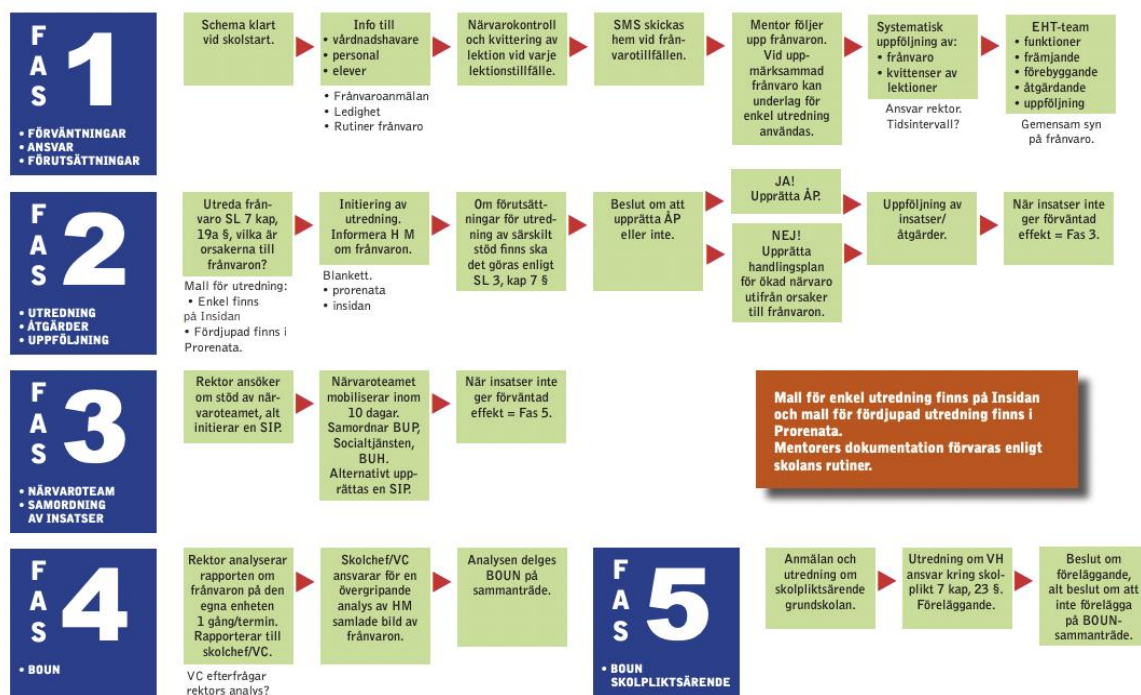 FAS 1
• FÖRVÄNTNINGAR
• ANSVAR
• FÖRUTSÄTTNINGAR
Schema klart
vid skolstart.
Info till
• vårdnadshavare
• personal
• elever
• Frånvaroanmälan
• Ledighet
• Rutiner frånvaro
Närvarokontroll
och kvittering av
lektion vid varje
lektionstillfälle.
SMS skickas
hem vid från-
varotillfällen.
Mentor följer
upp frånvaron.
Vid upp-
märksammad
frånvaro kan
underlag för
enkel utredning
användas.
Systematisk
uppföljning av:
• frånvaro
• kvittenser av
lektioner
Ansvar rektor.
Tidsintervall?
EHT-team
• funktioner
• främjande
• förebyggande
• åtgärdande
• uppföljning
Gemensam syn
på frånvaro.
FAS 2
• UTREDNING
• ÅTGÄRDER
• UPPFÖLJNING
Utreda från-
varo SL 7 kap,
19a §, vilka är
orsakerna till
frånvaron?
Mall för utredning:
• Enkel finns
på Insidan
• Fördjupad finns i
Prorenata.
Initiering av
utredning.
Informera H M
om frånvaron.
Blankett.
• prorenata
• insidan
Om förutsätt-
ningar för utred-
ning av särskilt
stöd finns ska
det göras enligt
SL 3, kap 7 §
Beslut om att
upprätta ÅP
eller inte.
JA!
Upprätta ÅP.
NEJ!
Upprätta
handlingsplan
för ökad närvaro
utifrån orsaker
till frånvaron.
Uppföljning av
insatser/
åtgärder.
När insatser inte
ger förväntad
effekt = Fas 3.
FAS 3
• NÄRVAROTEAM
• SAMORDNING
AV INSATSER
Rektor ansöker
om stöd av när-
varoteamet, alt
initierar en SIP.
Närvaroteamet
mobiliserar inom
10 dagar.
Samordnar BUP,
Socialtjänsten,
BUH.
Alternativt upp-
rättas en SIP.
När insatser inte
ger förväntad
effekt = Fas 5.
Mall för enkel utredning finns på Insidan
och mall för fördjupad utredning finns i
Prorenata.
Mentorers dokumentation förvaras enligt
skolans rutiner.
FAS 4
• BOUN
Rektor analyserar
rapporten om
frånvaron på den
egna enheten
1 gång/termin.
Rapporterar till
skolchef/VC.
VC efterfrågar
rektors analys?
Skolchef/VC
ansvarar för en
övergripande
analys av HM
samlade bild av
frånvaron.
Analysen delges
BOUN på
sammanträde.
FAS 5
• BOUN
SKOLPLIKTSÄRENDE
Anmälan och
utredning om
skolpliktsärende
grundskolan.
Utredning om VH
ansvar kring skol-
plikt 7 kap, 23 §.
Föreläggande.
Beslut om
föreläggande,
alt beslut om att
inte förelägga
på BOUN-
sammanträde.